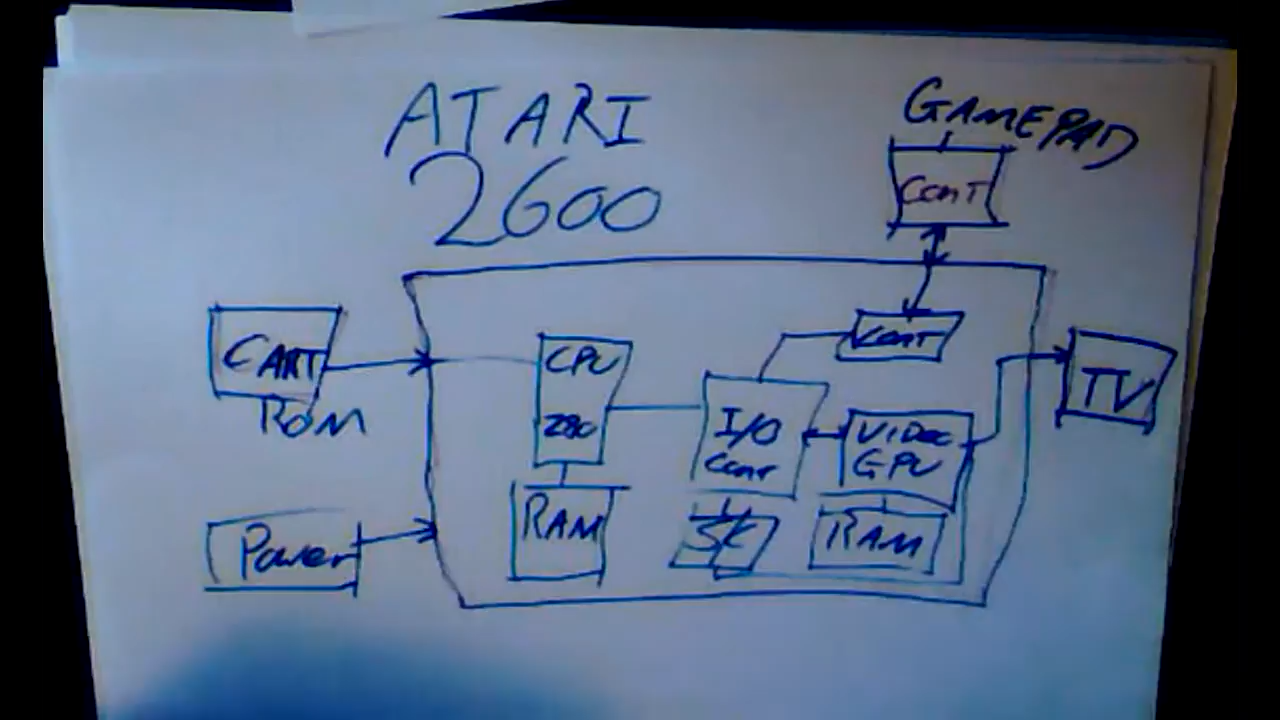 ATARI
2600
GAMEPAD
CONT
CART
ROM
CPU
Z80
CONT
I/O
CONT
VIDEO
GPU
TV
RAM
RAM
Power